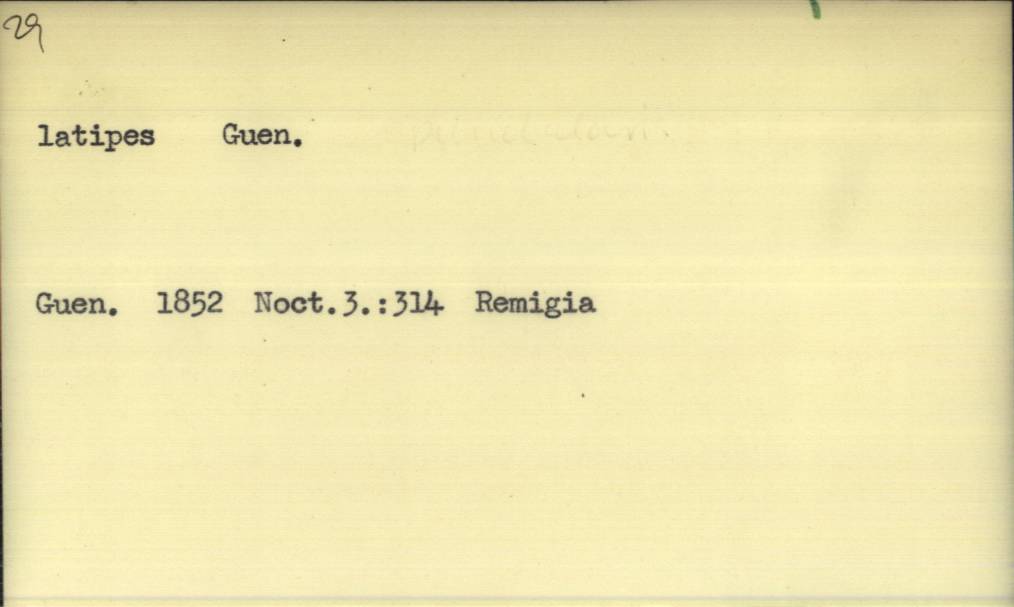 29
latipes Guen.
Guen. 1852 Noct.3.:314 Remigia